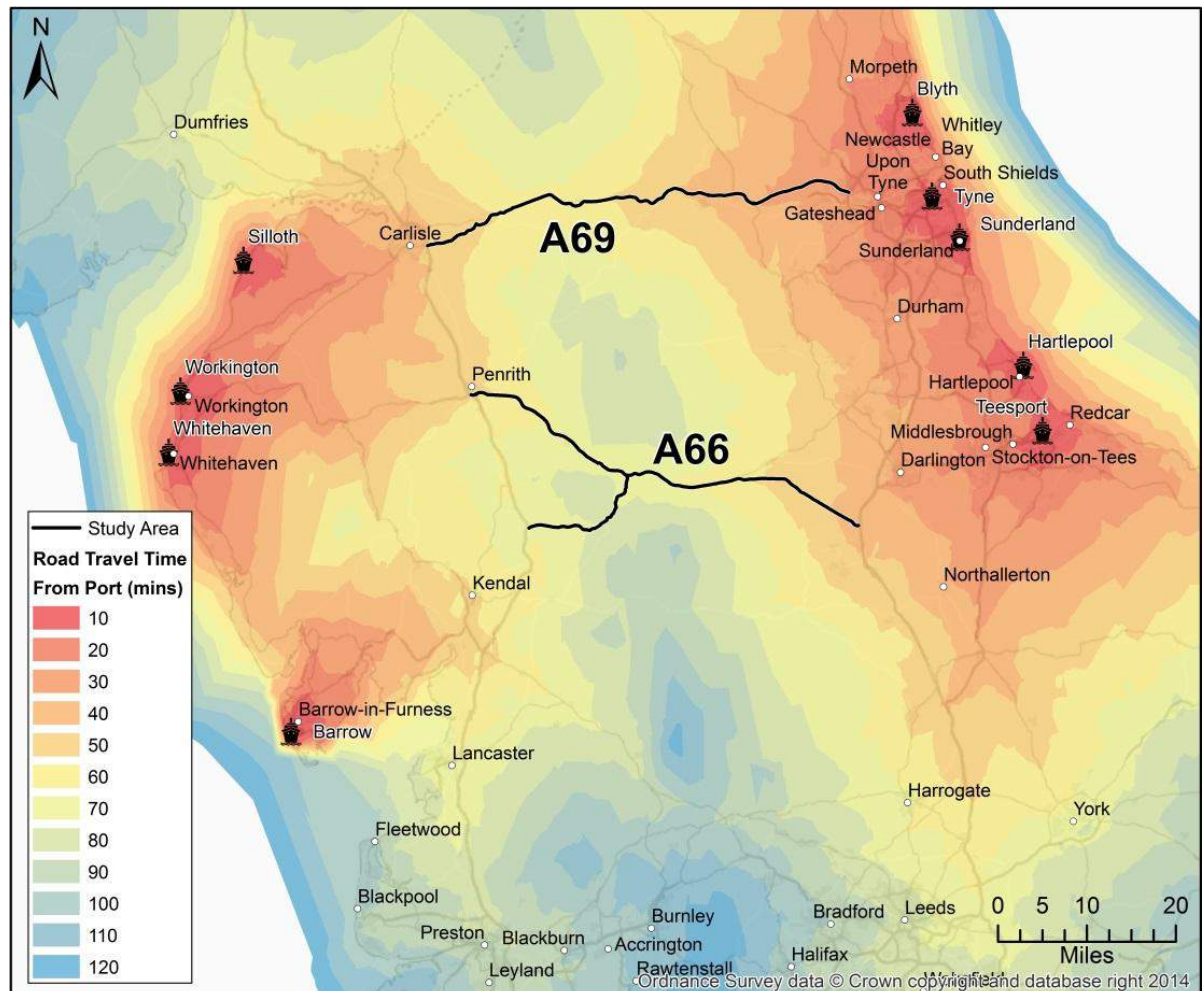 N
Morpeth
Blyth
Dumfries
Whitley
Bay
Newcastle
Upon
Tyne
South Shields
Tyne
Gateshead
Sunderland
Sunderland
Silloth
Carlisle
A69
Durham
Hartlepool
Workington
Penrith
Hartlepool
Workington
Teesport
Redcar
Whitehaven
A66
Middlesbrough
Whitehaven
Stockton-on-Tees
Darlington
Study Area
Road Travel Time
From Port (mins)
10
20
30
40
50
60
70
80
90
100
110
120
Kendal
Northallerton
Barrow-in-Furness
Barrow
Lancaster
Harrogate
York
Fleetwood
Blackpool
Burnley
Bradford
Leeds
Preston
Blackburn
Accrington
Halifax
Leyland
Rawtenstall
Wakefield
0 5 10 20
Miles
Ordnance Survey data © Crown copyright and database right 2014